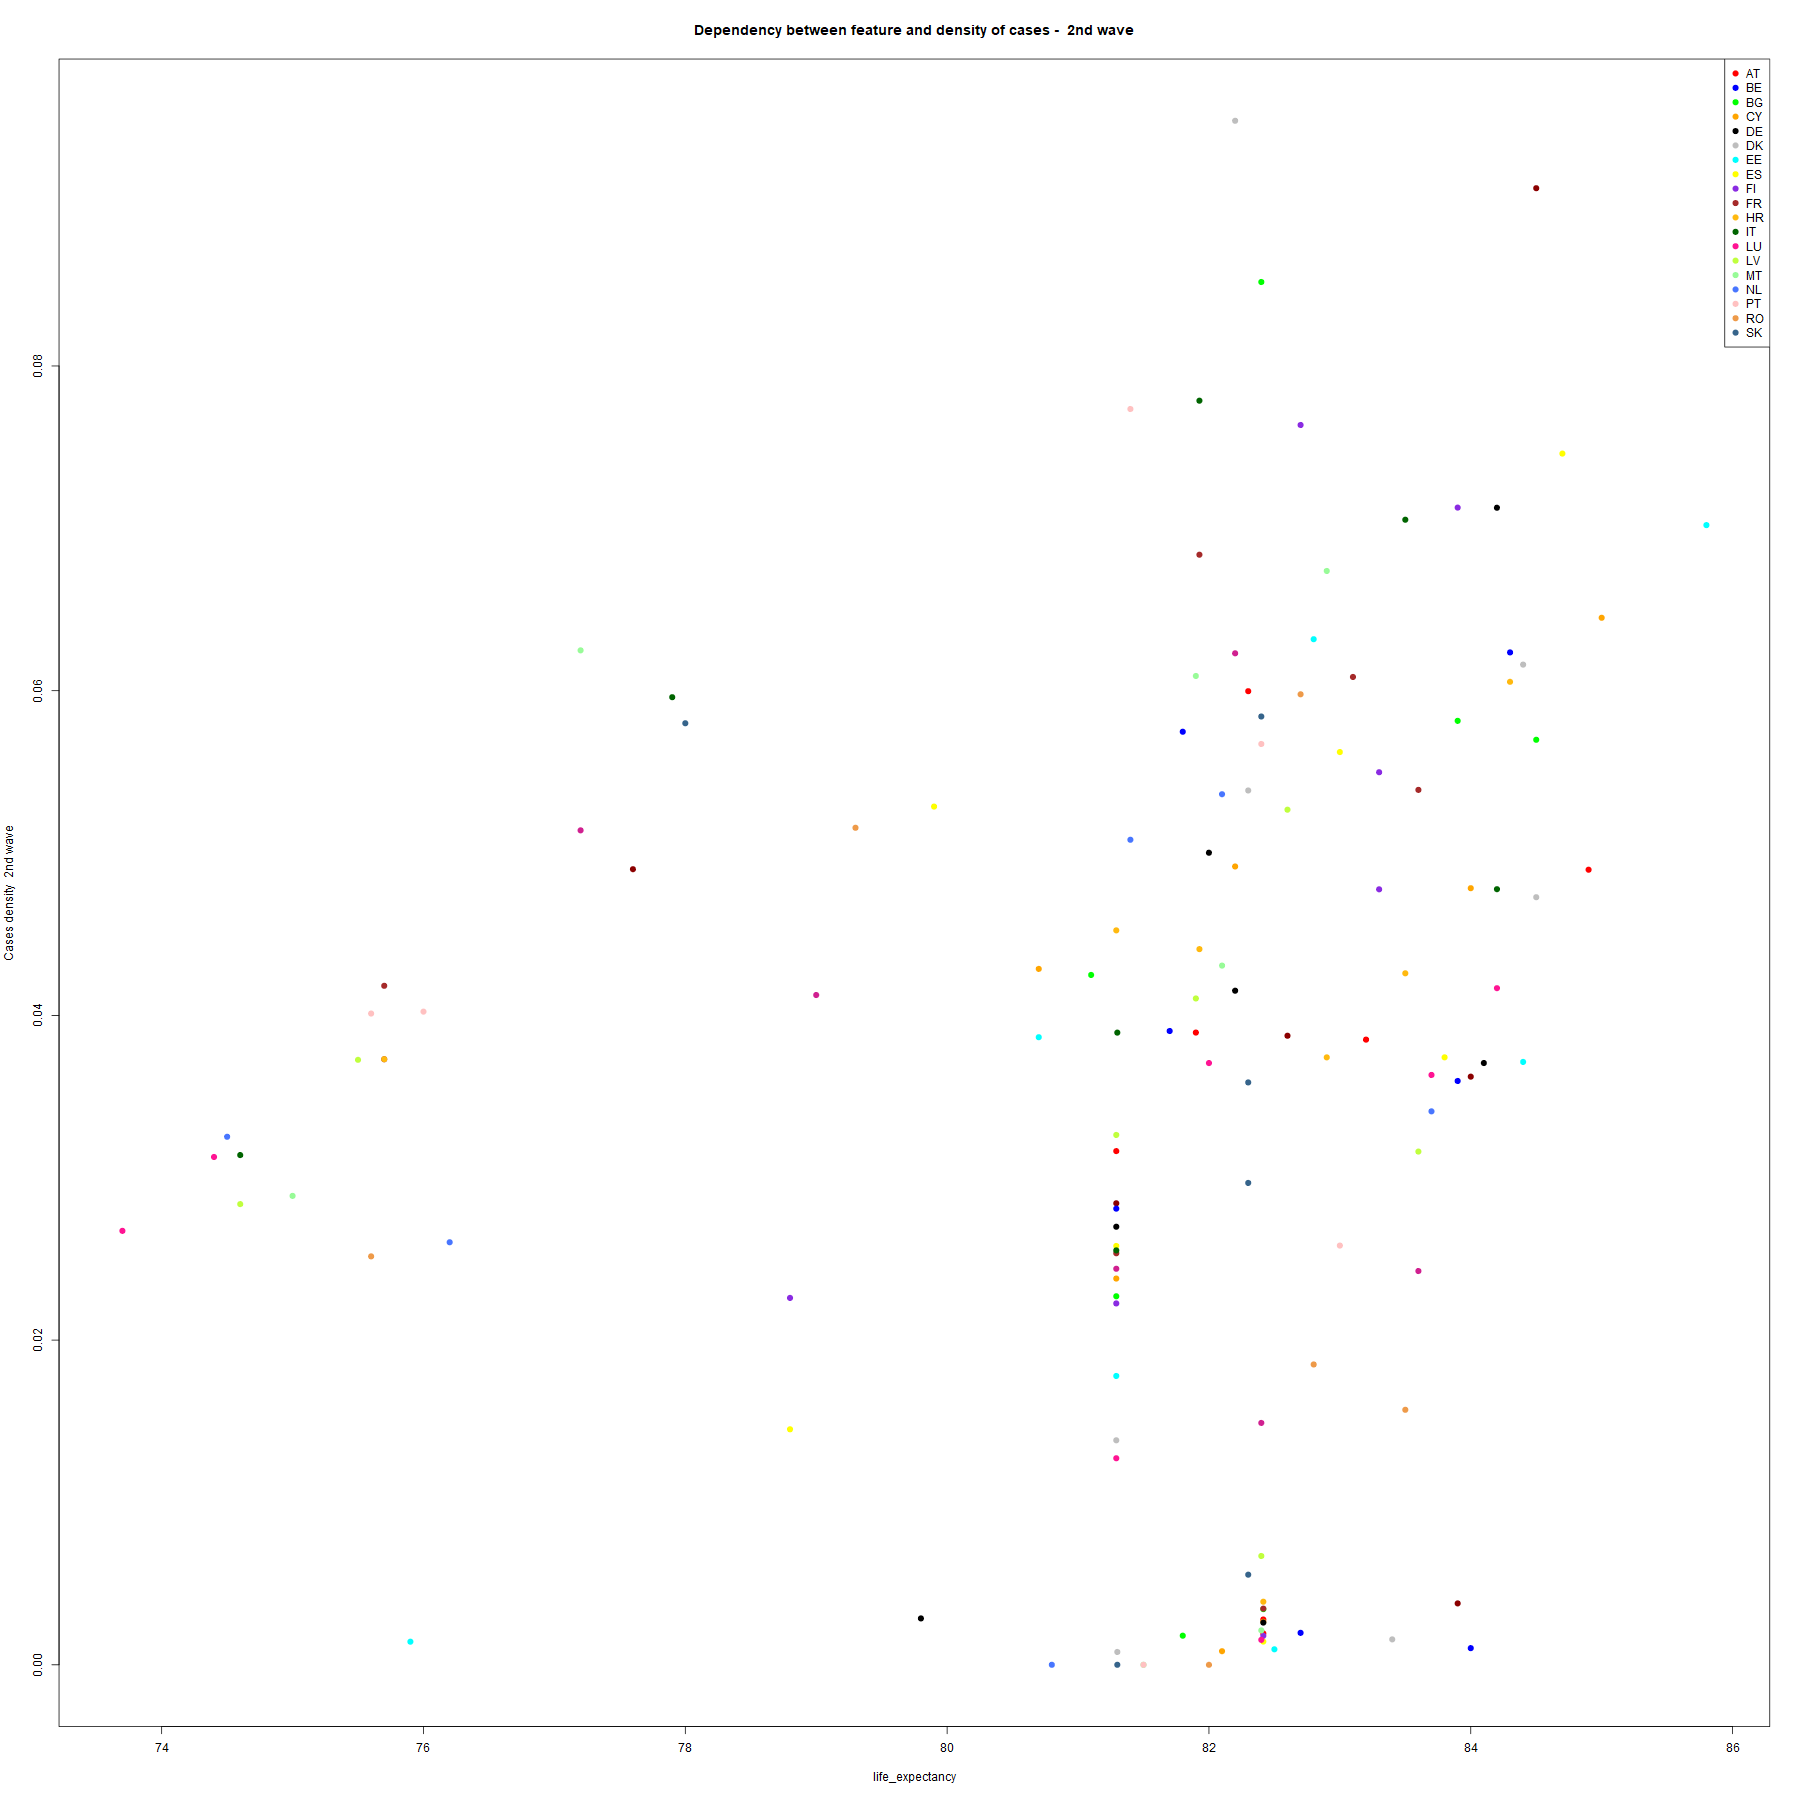 Dependency between feature and density of cases -  2nd wave
AT
BE
BG
CY
DE
DK
EE
ES
FI
FR
HR
IT
LU
LV
MT
NL
PT
RO
SK
Cases density  2nd wave
0.08
0.06
0.04
0.02
0.00
74 76 78 80 82 84 86
life_expectancy